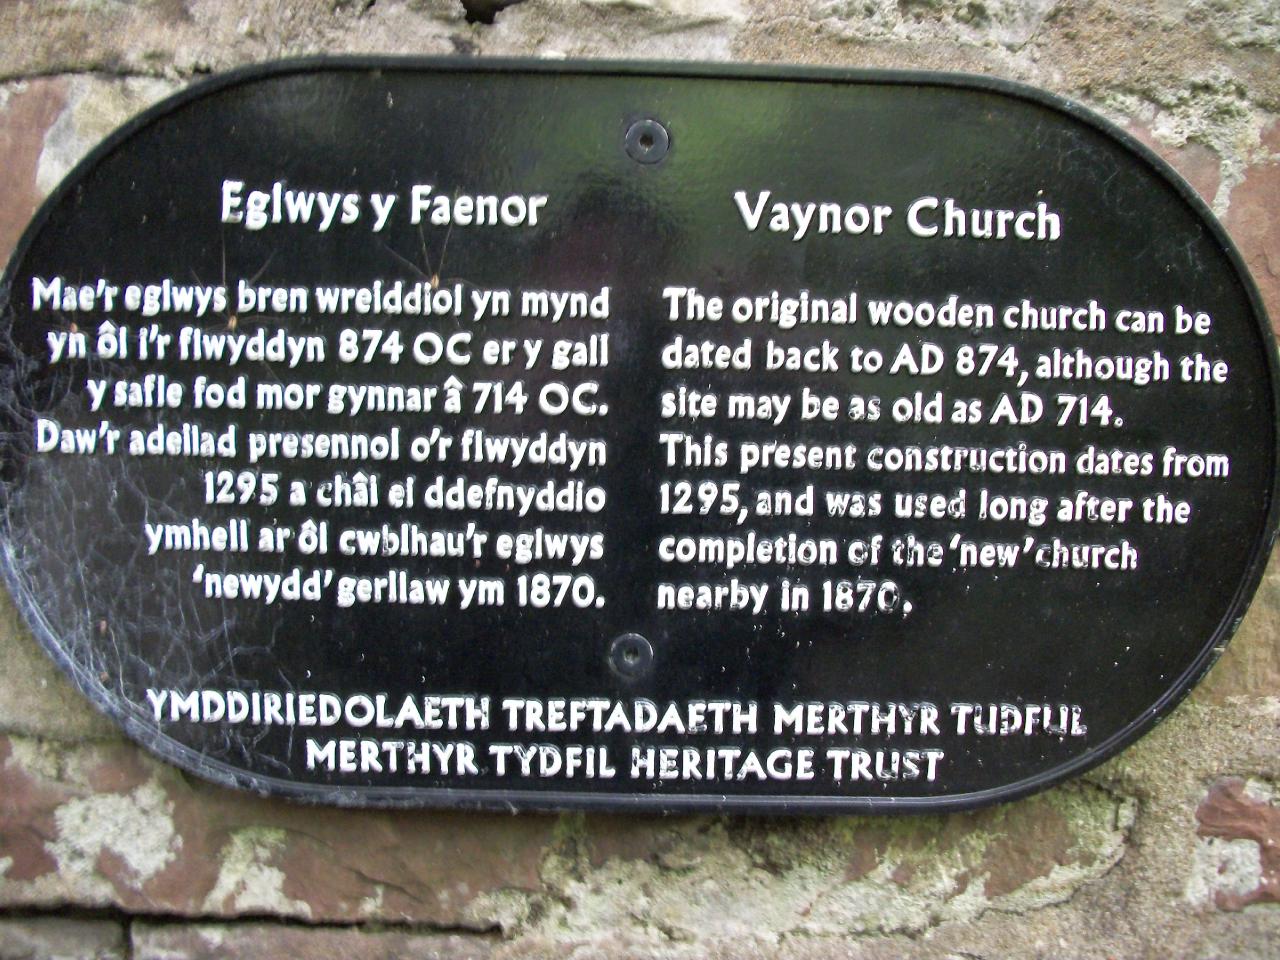 Eglwys y Faenor
Mae'r eglwys bren wreiddiol yn mynd
yn ôl i'r flwyddyn 874 OC er y gall
y safle fod mor gynnar â 714 OC.
Daw'r adeilad presennol o'r flwyddyn
1295 a châi ei ddefnyddio
ymhell ar ôl cwblhau'r eglwys
'newydd' gerllaw ym 1870.
Vaynor Church
The original wooden church can be
dated back to AD 874, although the
site may be as old as AD 714.
This present construction dates from
1295, and was used long after the
completion of the 'new' church
nearby in 1870.
YMDDIRIEDOLAETH TREFTADAETH MERTHYR TUDFUL
MERTHYR TYDFIL HERITAGE TRUST